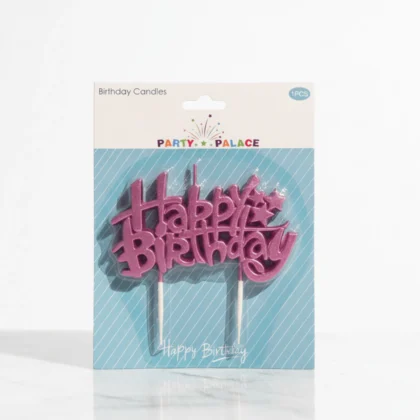 Birthday Candles
1PCS
PARTY PALACE
Happy
Birthday
Happy Birthday